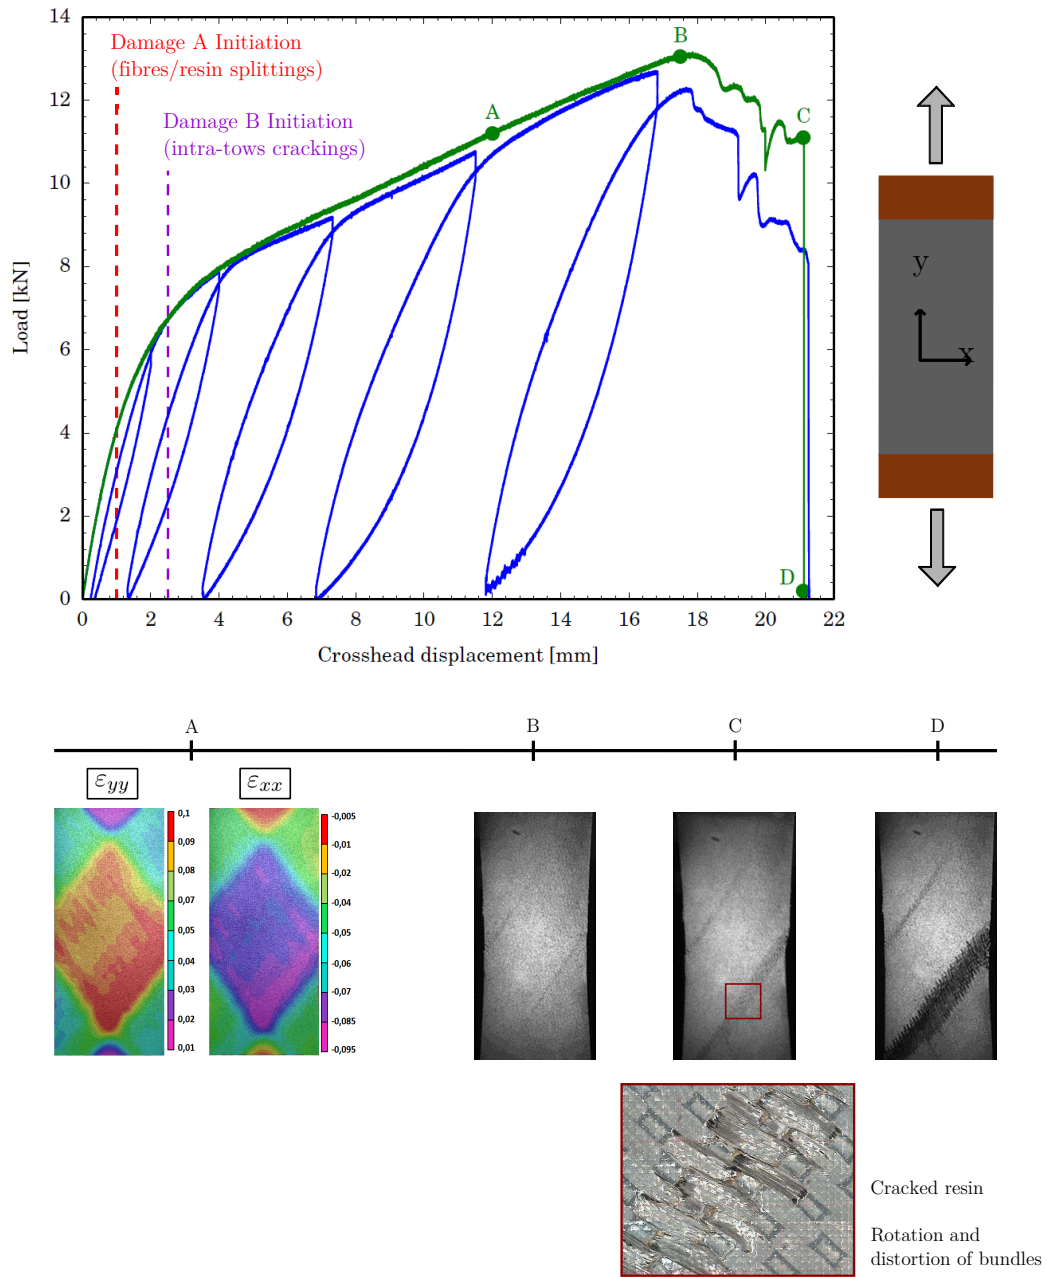 14
12
10
8
6
4
2
0
Load [kN]
Damage A Initiation
(fibres/resin splittings)
Damage B Initiation
(intra-tows crackings)
A
B
C
D
0 2 4 6 8 10 12 14 16 18 20 22
Crosshead displacement [mm]
y
x
A B C D
εyy
εxx
0,1
0,09
0,08
0,07
0,05
0,04
0,03
0,02
0,01
-0,005
-0,01
-0,02
-0,04
-0,05
-0,06
-0,07
-0,085
-0,095
Cracked resin
Rotation and
distortion of bundles